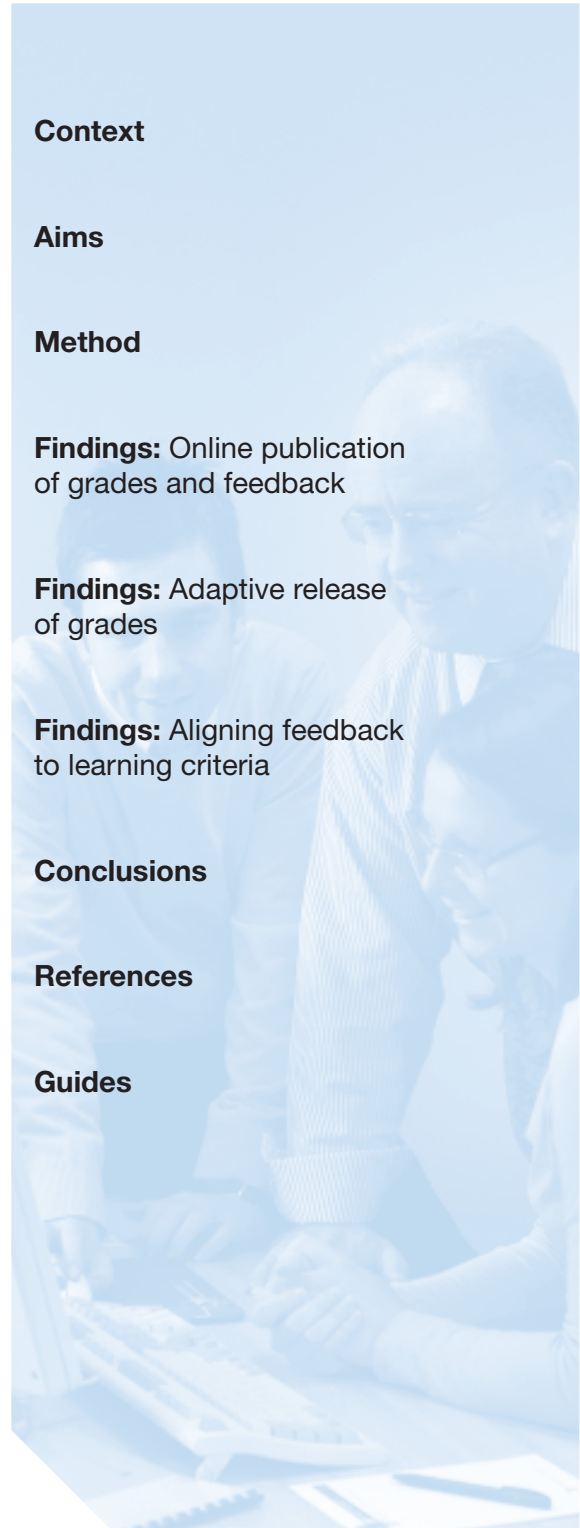 Context
Aims
Method
Findings: Online publication
of grades and feedback
Findings: Adaptive release
of grades
Findings: Aligning feedback
to learning criteria
Conclusions
References
Guides